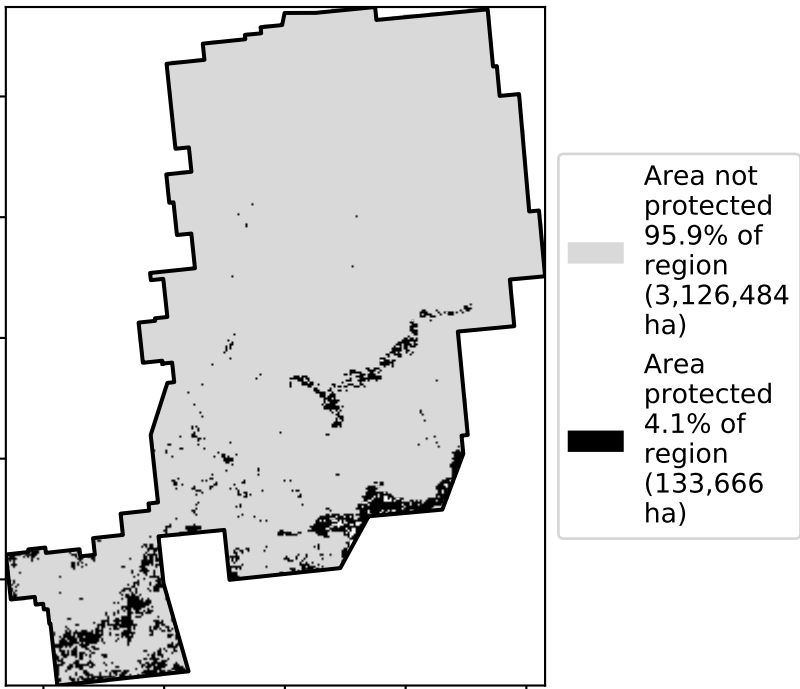 Area not
protected
95.9% of
region
(3,126,484
ha)
Area
protected
4.1% of
region
(133,666
ha)